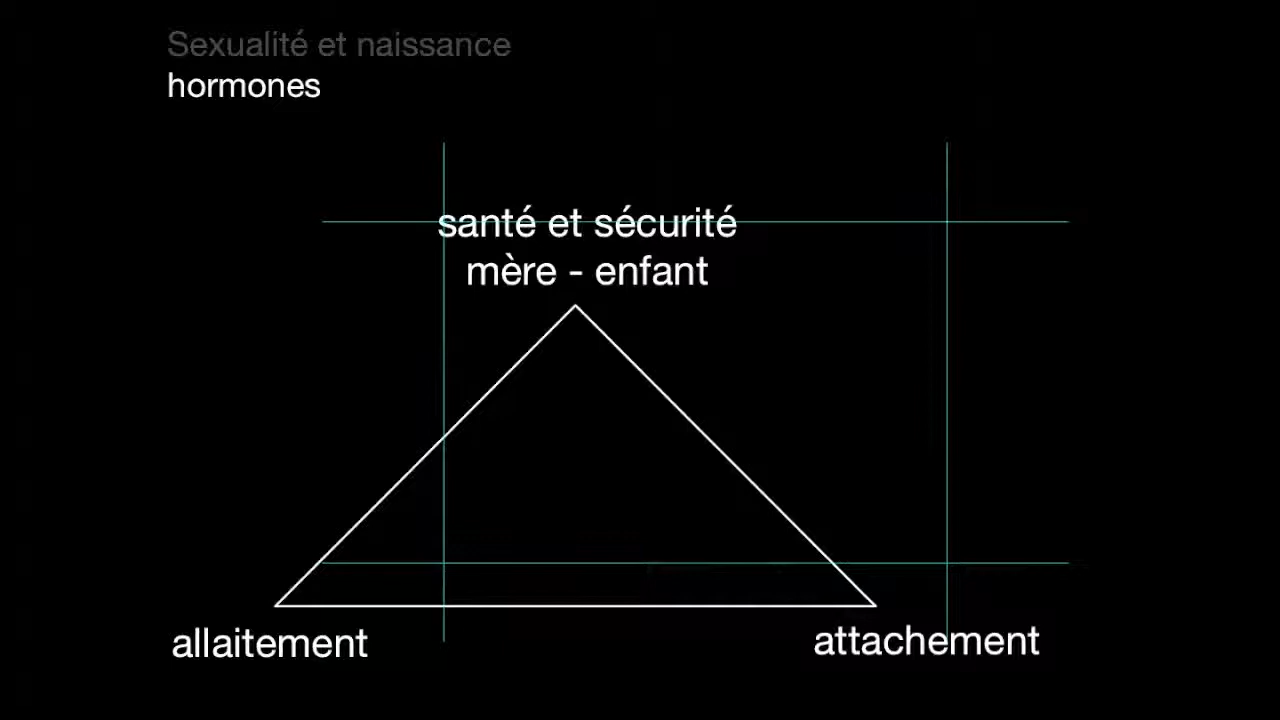 Sexualité et naissance
hormones
santé et sécurité
mère - enfant
allaitement
attachement